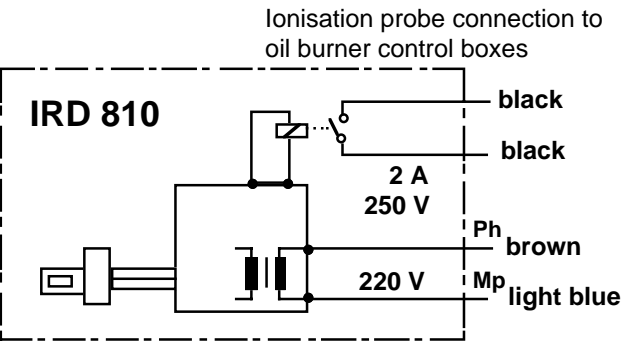 Ionisation probe connection to
oil burner control boxes
IRD 810
black
black
2 A
250 V
Ph
brown
220 V
Mp
light blue